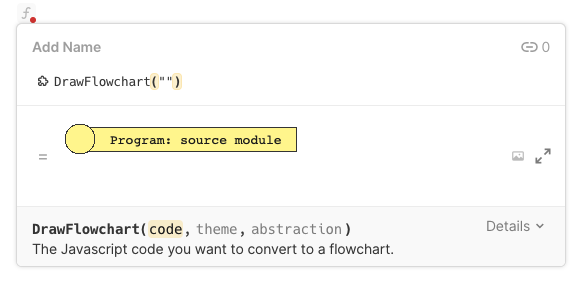 f
Add Name
0
DrawFlowchart("")
=
Program: source module
DrawFlowchart(code, theme, abstraction)
Details
The Javascript code you want to convert to a flowchart.